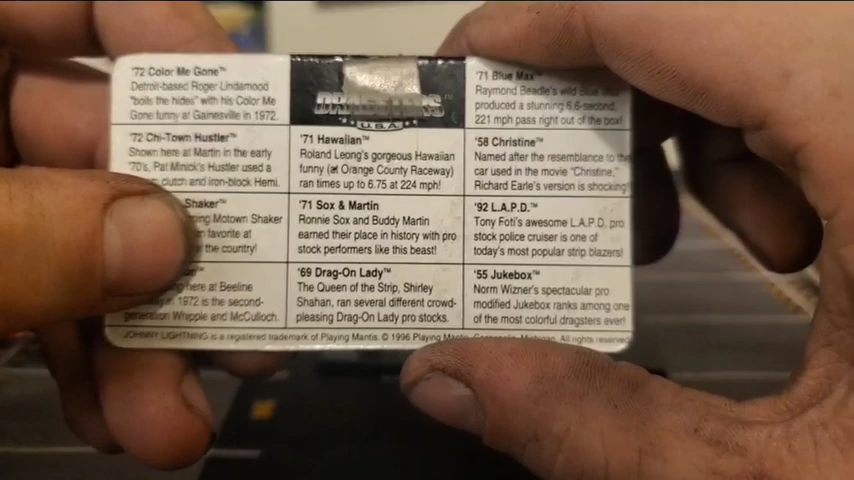 '72 Color Me Gone™
Detroit-based Roger Lindamood
"boils the hides" with his Color Me
Gone funny at Gainesville in 1972.
'72 Chi-Town Hustler™
Shown here at Martin in the early
'70's, Pat Minick's Hustler used a
clutch and iron-block Hemi.
Shaker™
Motown Shaker
favorite at
the country!
here at Beeline
in 1972 is the second-
generation Whipple and McCulloch.
DRAGSTERS™
U.S.A.
'71 Hawaiian™
Roland Leong's gorgeous Hawaiian
funny (at Orange County Raceway)
ran times up to 6.75 at 224 mph!
'71 Sox & Martin
Ronnie Sox and Buddy Martin
earned their place in history with pro
stock performers like this beast!
'69 Drag-On Lady™
The Queen of the Strip, Shirley
Shahan, ran several different crowd-
pleasing Drag-On Lady pro stocks.
'71 Blue Max
Raymond Beadle's wild Blue Max
produced a stunning 6.6-second,
221 mph pass right out of the box!
'58 Christine™
Named after the resemblance to the
car used in the movie "Christine,"
Richard Earle's version is shocking!
'92 L.A.P.D.™
Tony Foti's awesome L.A.P.D. pro
stock police cruiser is one of
today's most popular strip blazers!
'55 Jukebox™
Norm Wizner's spectacular pro
modified Jukebox ranks among one
of the most colorful dragsters ever!
JOHNNY LIGHTNING is a registered trademark of Playing Mantis. © 1996 Playing Mantis Michigan. All rights reserved